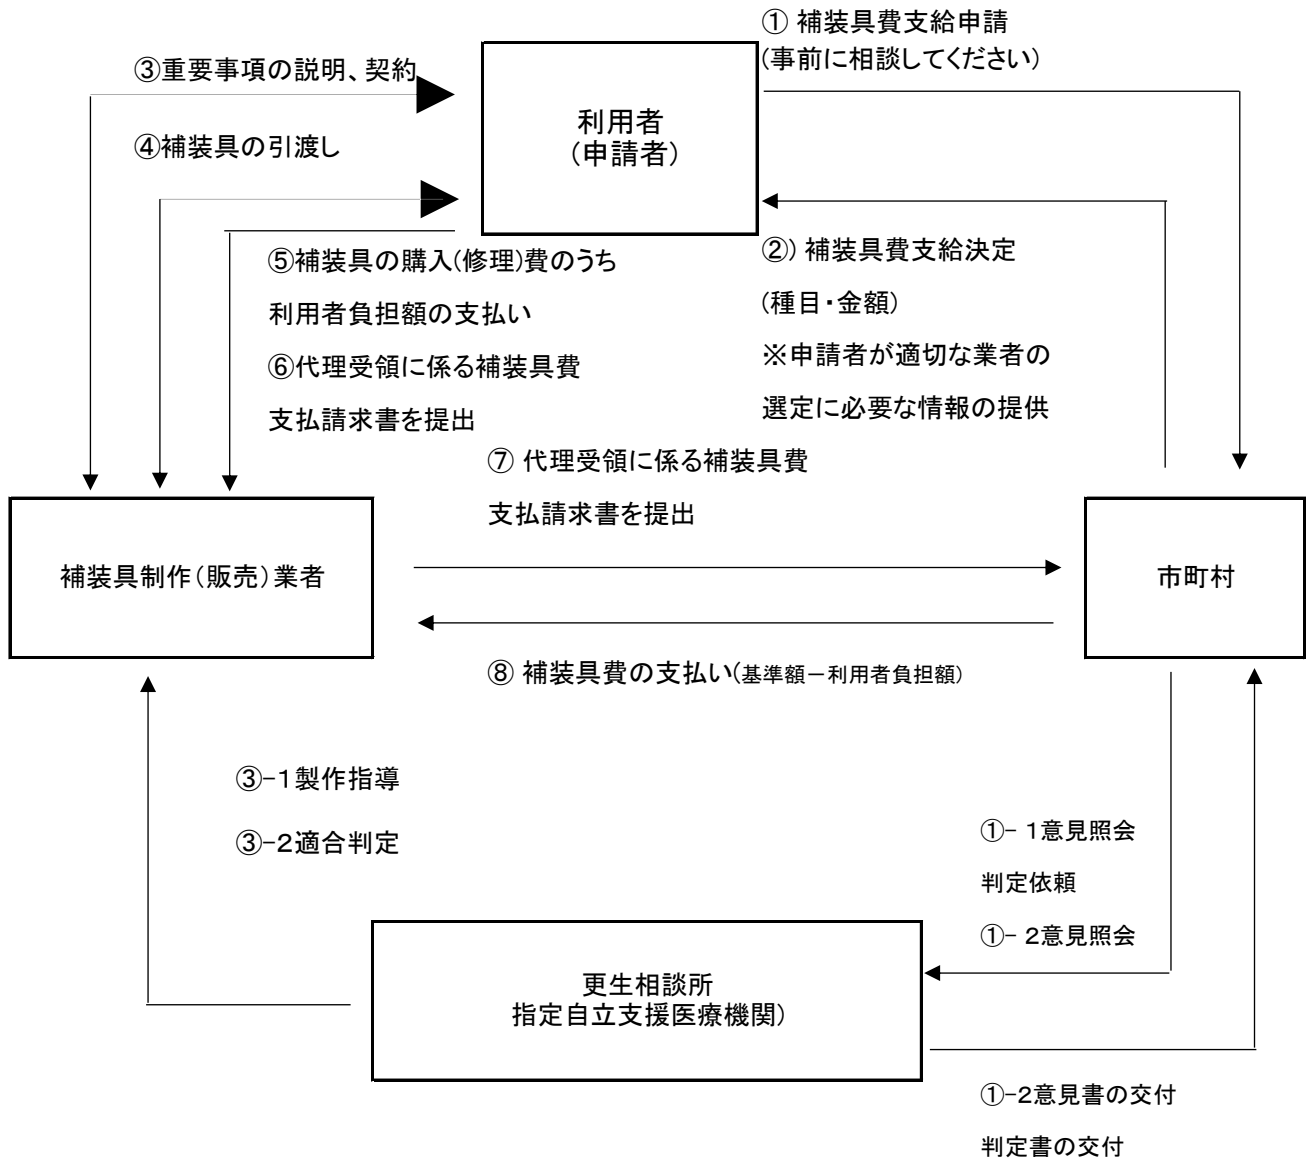 ① 補装具費支給申請
(事前に相談してください)
③重要事項の説明、契約
利用者
(申請者)
④補装具の引渡し
⑤補装具の購入(修理)費のうち
利用者負担額の支払い
⑥代理受領に係る補装具費
支払請求書を提出
②) 補装具費支給決定
(種目・金額)
※申請者が適切な業者の
選定に必要な情報の提供
⑦ 代理受領に係る補装具費
支払請求書を提出
補装具制作(販売)業者
市町村
⑧ 補装具費の支払い(基準額－利用者負担額)
③-1製作指導
③-2適合判定
①- 1意見照会
判定依頼
①- 2意見照会
更生相談所
指定自立支援医療機関)
①-2意見書の交付
判定書の交付